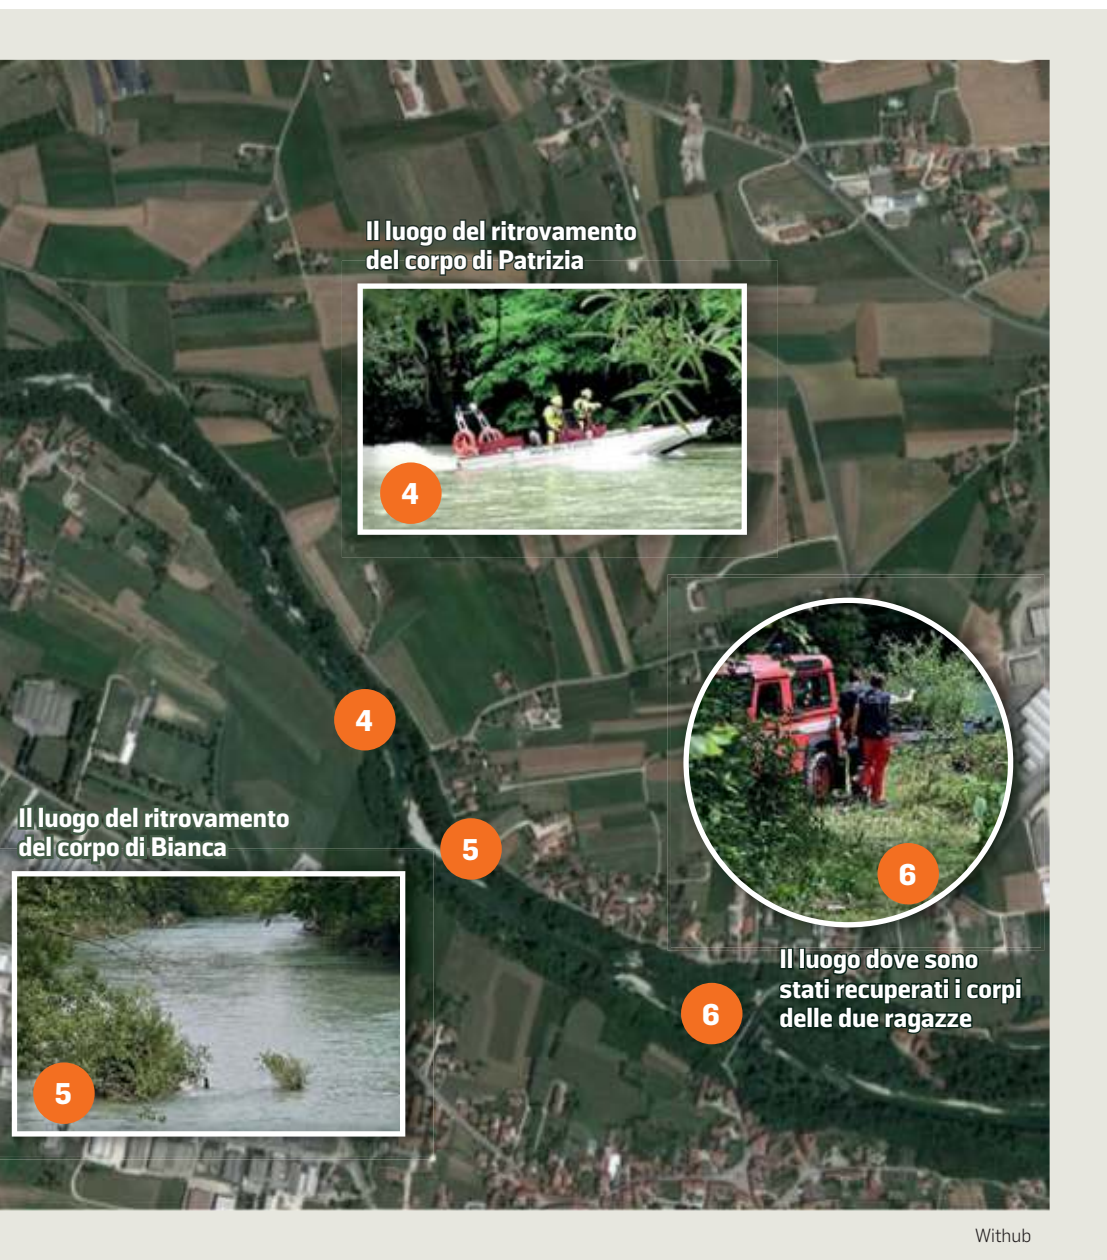 Il luogo del ritrovamento
del corpo di Patrizia
4
4
Il luogo del ritrovamento
del corpo di Bianca
5
5
6
Il luogo dove sono
stati recuperati i corpi
delle due ragazze
6
Withub